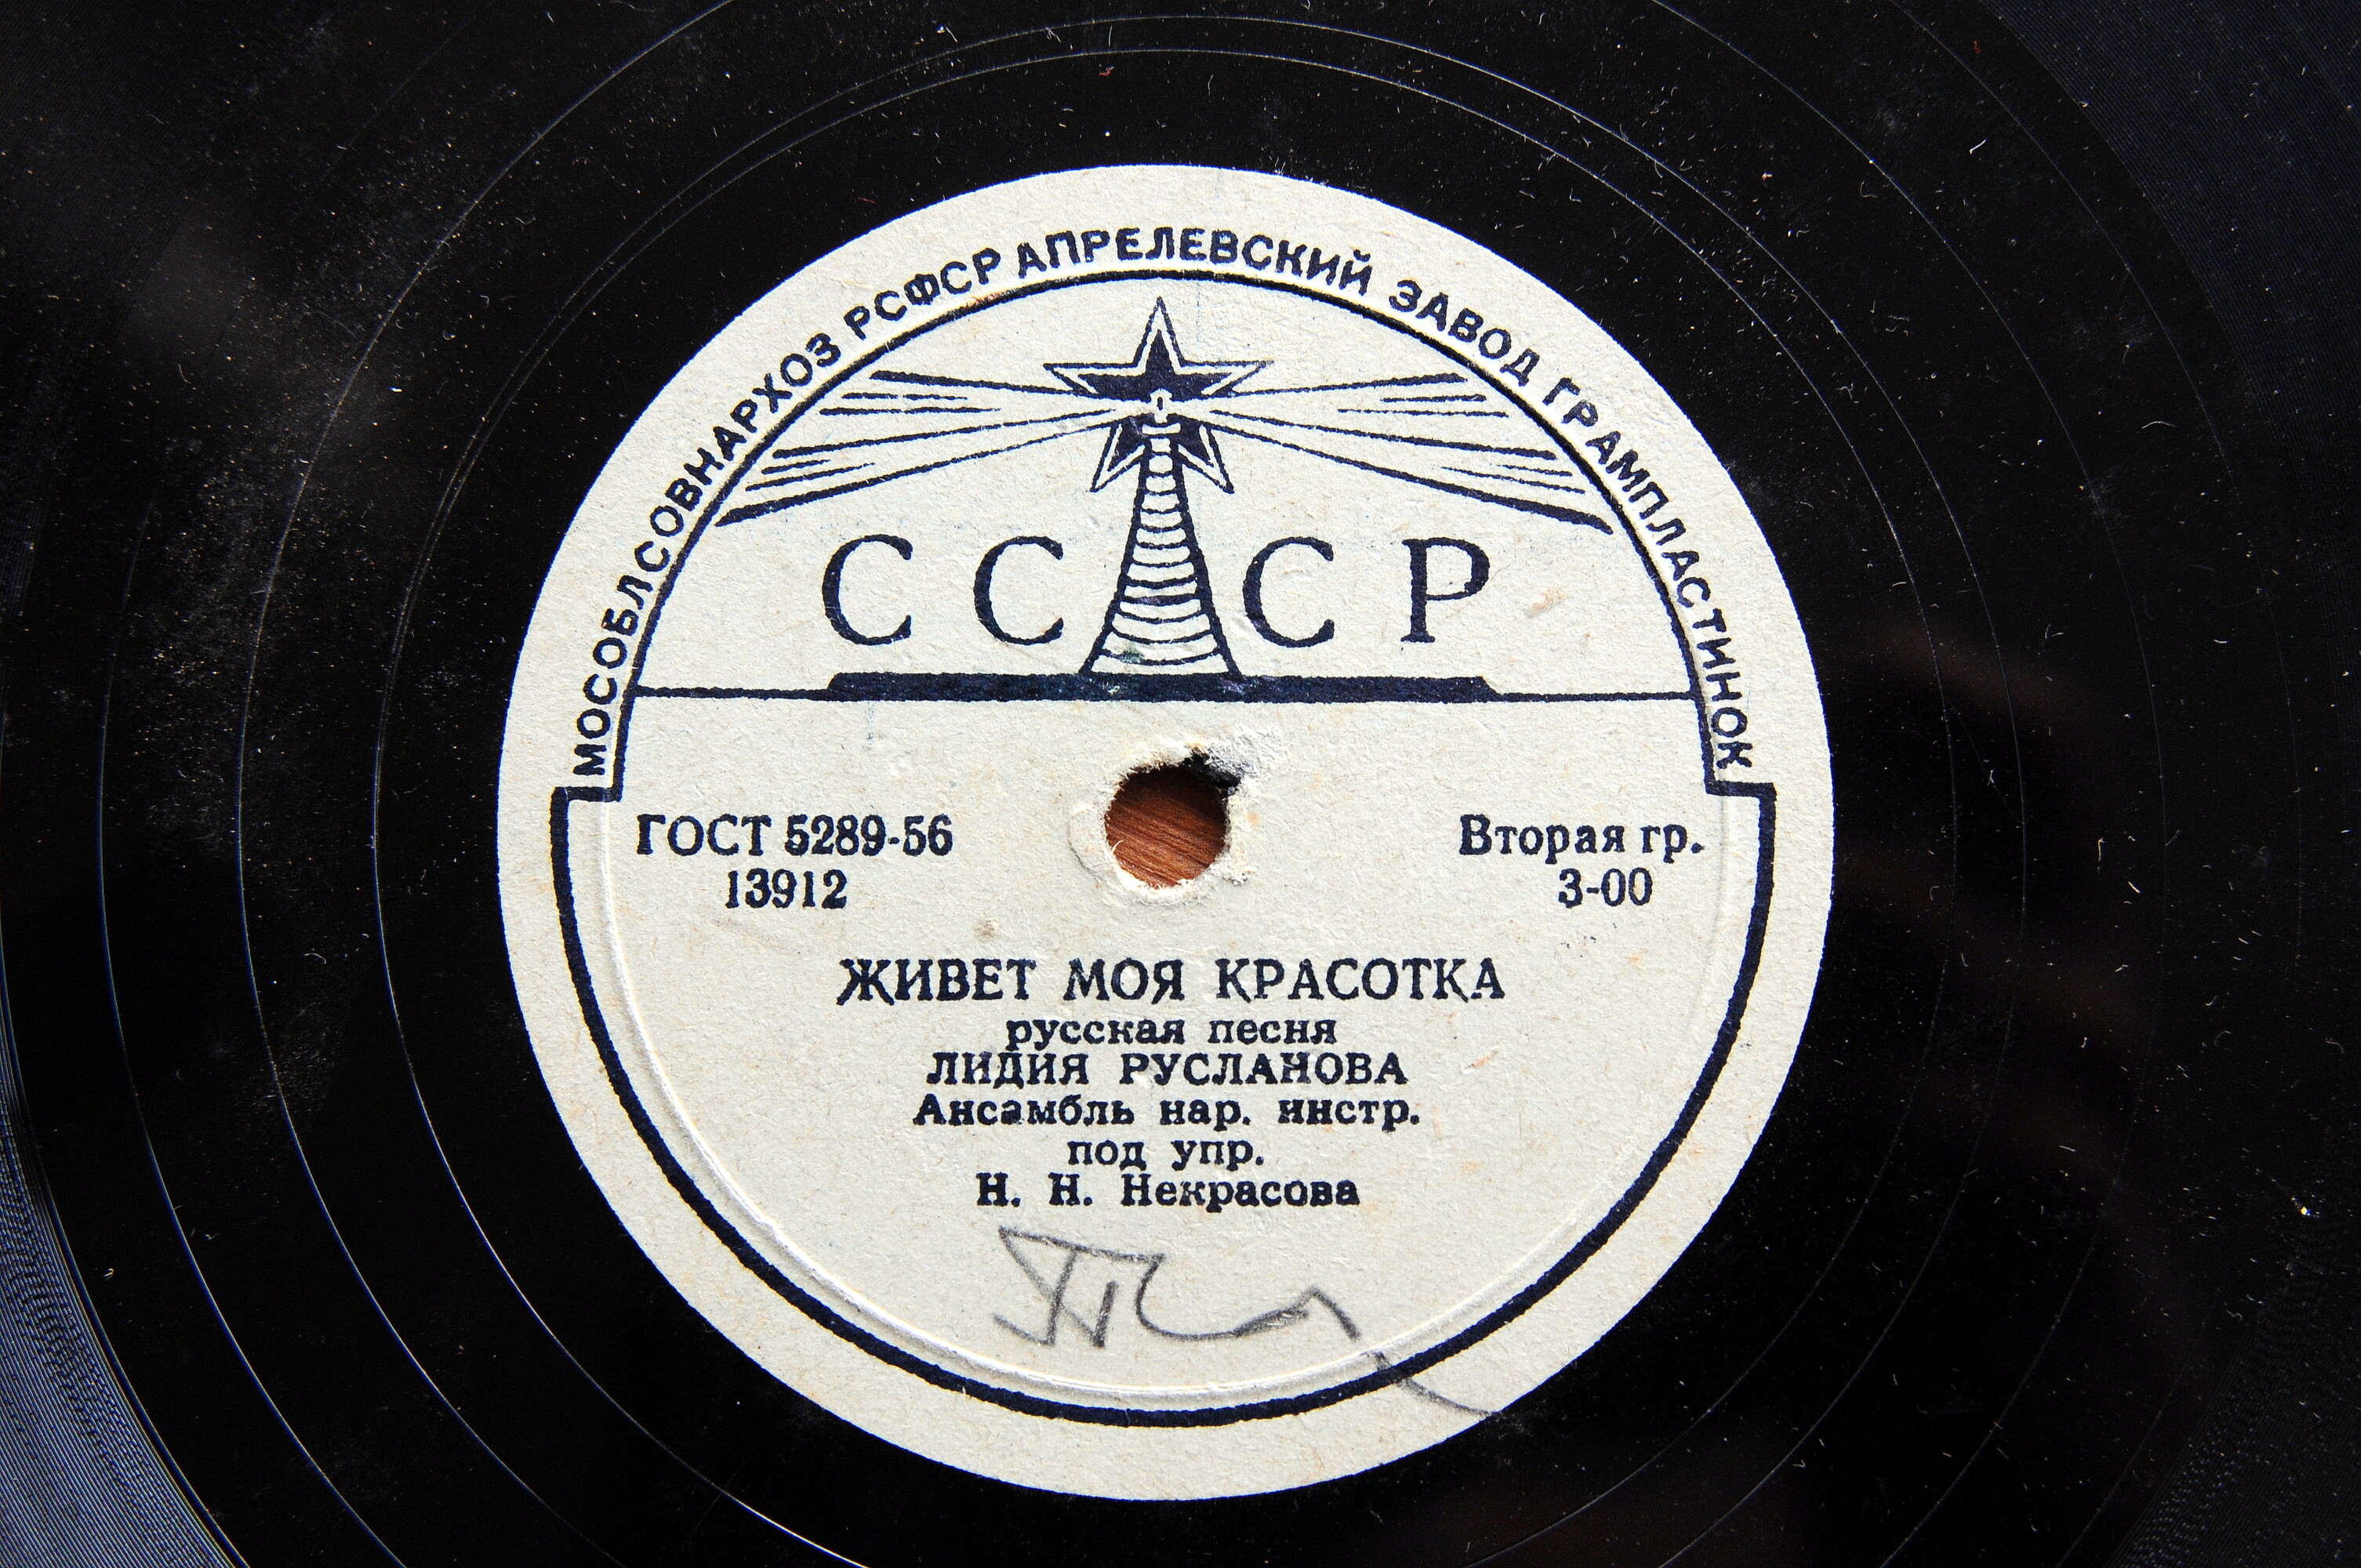 МОСОБЛСОВНАРХОЗ РСФСР АПРЕЛЕВСКИЙ ЗАВОД ГРАМПЛАСТИНОК
СССР
ГОСТ 5289-56 Вторая гр.
13912 3-00
ЖИВЕТ МОЯ КРАСОТКА
русская песня
ЛИДИЯ РУСЛАНОВА
Ансамбль нар. инстр.
под упр.
Н. Н. Некрасова